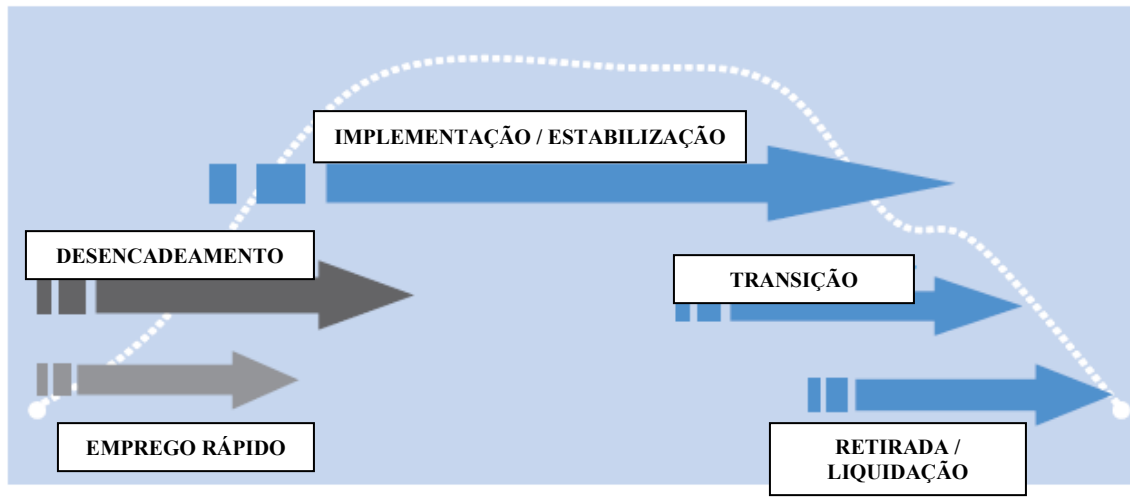 IMPLEMENTAÇÃO / ESTABILIZAÇÃO
DESENCADEAMENTO
TRANSIÇÃO
EMPREGO RÁPIDO
RETIRADA /
LIQUIDAÇÃO